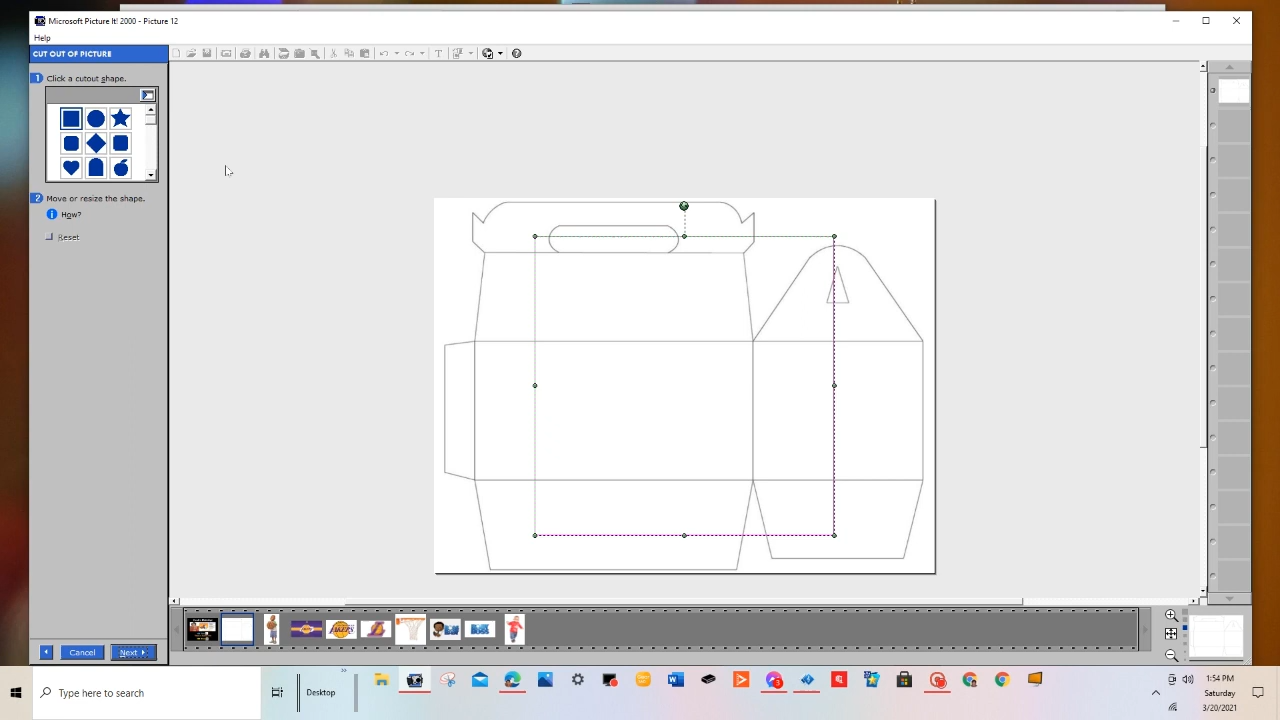 Microsoft Picture It! 2000 - Picture 12
Help
CUT OUT OF PICTURE
1 Click a cutout shape.
2 Move or resize the shape.
How?
Reset
Cancel
Next
Type here to search
Desktop
3
1:54 PM
Saturday
3/20/2021